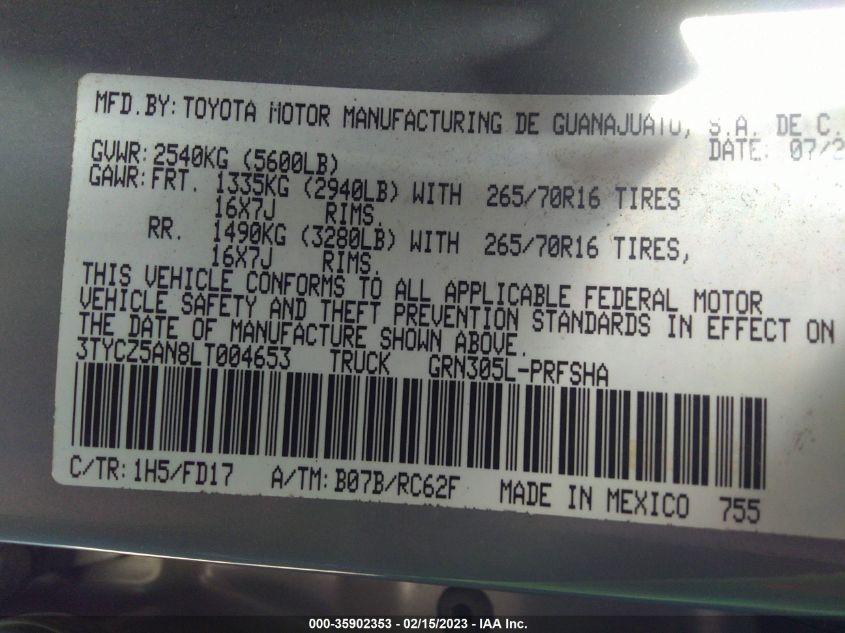 MFD.BY: TOYOTA MOTOR MANUFACTURING DE GUANAJUATO, S.A. DE C.
DATE: 07/2
GVWR: 2540KG (5600LB)
GAWR: FRT. 1335KG (2940LB) WITH 265/70R16 TIRES
16X7J RIMS.
RR. 1490KG (3280LB) WITH 265/70R16 TIRES,
16X7J RIMS.
THIS VEHICLE CONFORMS TO ALL APPLICABLE FEDERAL MOTOR
VEHICLE SAFETY AND THEFT PREVENTION STANDARDS IN EFFECT ON
THE DATE OF MANUFACTURE SHOWN ABOVE.
3TYCZ5AN8LT004653 TRUCK GRN305L-PRFSHA
C/TR: 1H5/FD17 A/TM: B07B/RC62F MADE IN MEXICO 755
000-35902353 - 02/15/2023 - IAA Inc.